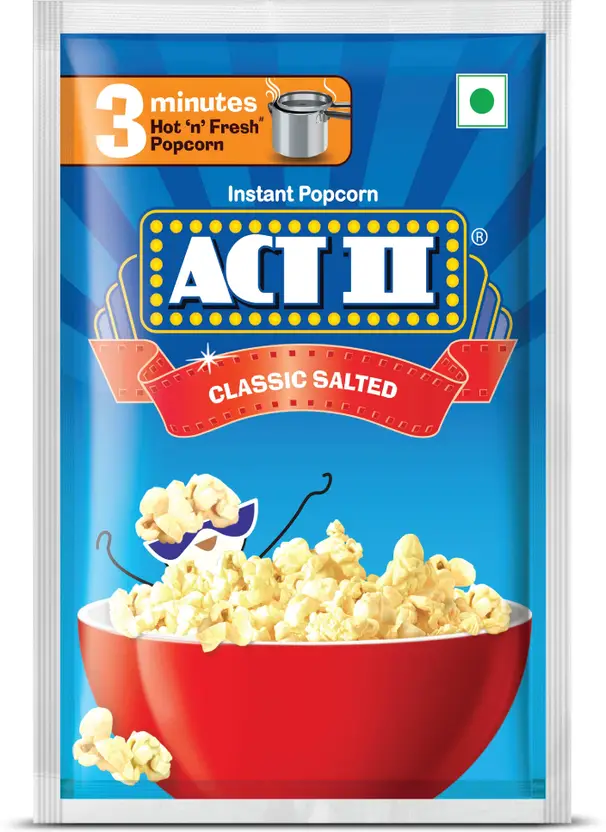 3 minutes
Hot ‘n’ Fresh#
Popcorn
Instant Popcorn
ACT II®
CLASSIC SALTED